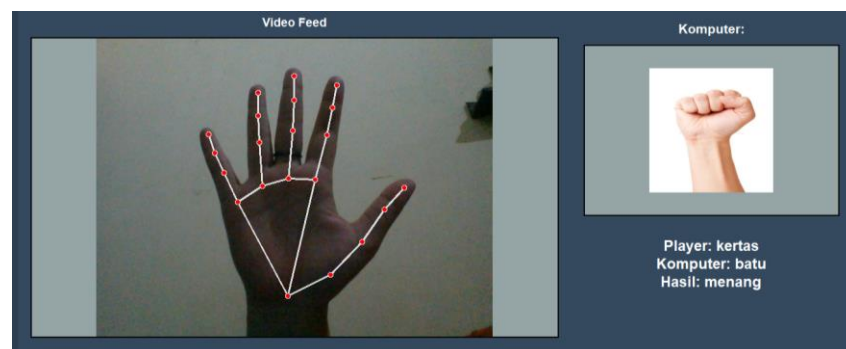 Video Feed
Komputer:
Player: kertas
Komputer: batu
Hasil: menang